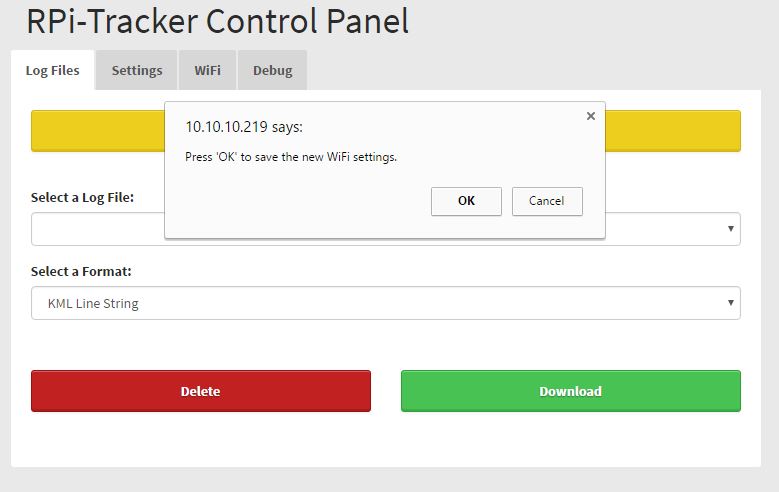 RPi-Tracker Control Panel
Log Files Settings WiFi Debug
10.10.10.219 says:
Press 'OK' to save the new WiFi settings.
OK Cancel
Select a Log File:
Select a Format:
KML Line String
Delete Download